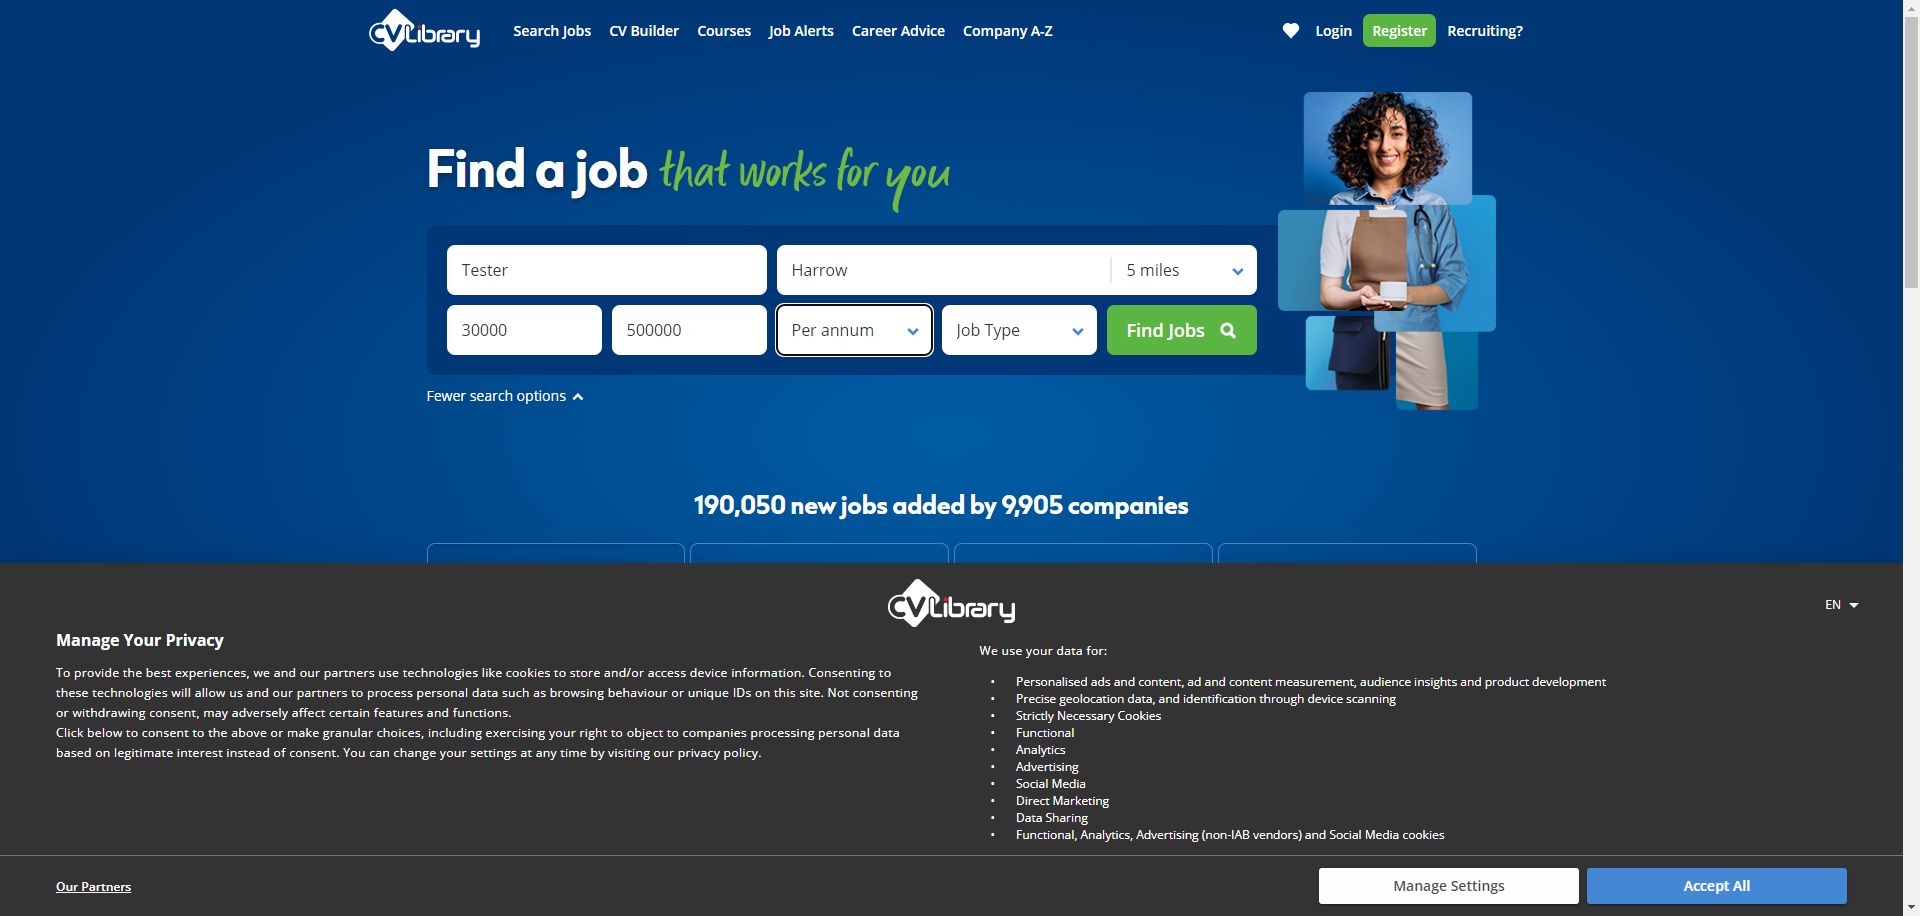 CVLibrary
Search Jobs
CV Builder
Courses
Job Alerts
Career Advice
Company A-Z
Login
Register
Recruiting?
Find a job that works for you
Tester
Harrow
5 miles
30000
500000
Per annum
Job Type
Find Jobs
Fewer search options
190,050 new jobs added by 9,905 companies
CVLibrary
EN
Manage Your Privacy
To provide the best experiences, we and our partners use technologies like cookies to store and/or access device information. Consenting to
these technologies will allow us and our partners to process personal data such as browsing behaviour or unique IDs on this site. Not consenting
or withdrawing consent, may adversely affect certain features and functions.
Click below to consent to the above or make granular choices, including exercising your right to object to companies processing personal data
based on legitimate interest instead of consent. You can change your settings at any time by visiting our privacy policy.
We use your data for:
• Personalised ads and content, ad and content measurement, audience insights and product development
• Precise geolocation data, and identification through device scanning
• Strictly Necessary Cookies
• Functional
• Analytics
• Advertising
• Social Media
• Direct Marketing
• Data Sharing
• Functional, Analytics, Advertising (non-IAB vendors) and Social Media cookies
Our Partners
Manage Settings
Accept All